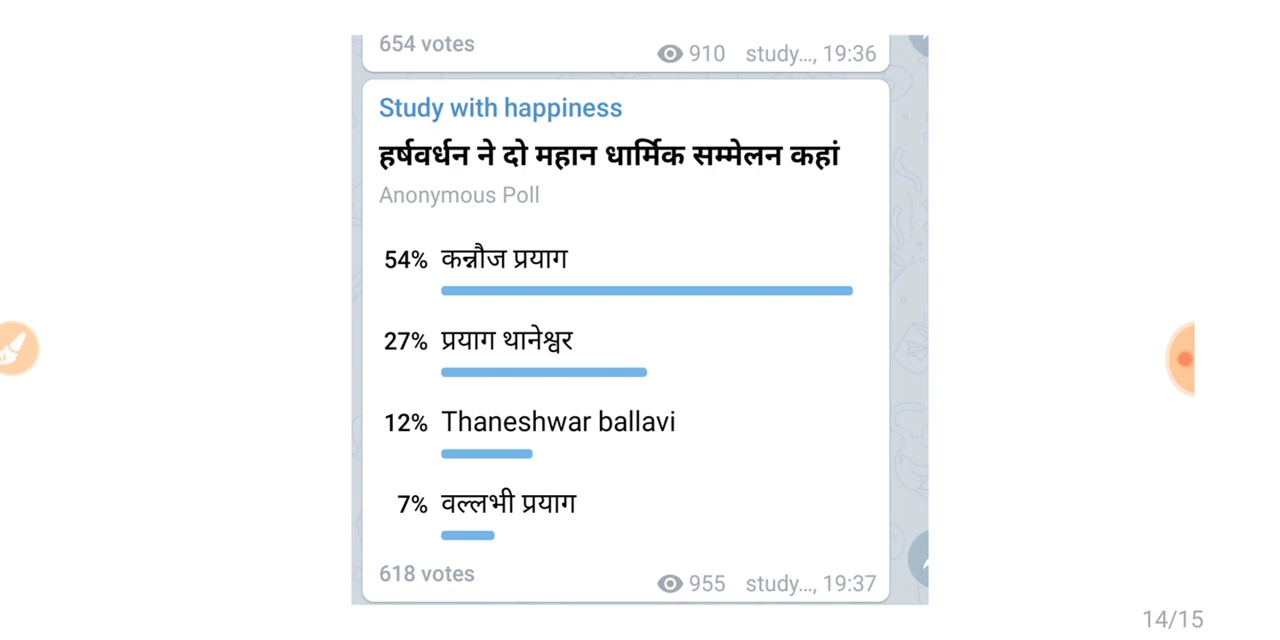 654 votes
910 study..., 19:36
Study with happiness
हर्षवर्धन ने दो महान धार्मिक सम्मेलन कहां
Anonymous Poll
54% कन्नौज प्रयाग
27% प्रयाग थानेश्वर
12% Thaneshwar ballavi
7% वल्लभी प्रयाग
618 votes
955 study..., 19:37
14/15